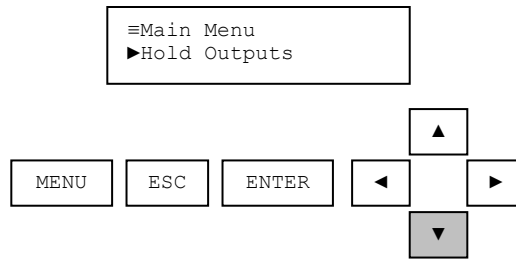 ≡Main Menu
►Hold Outputs
▲
MENU ESC ENTER ◄ ►
▼